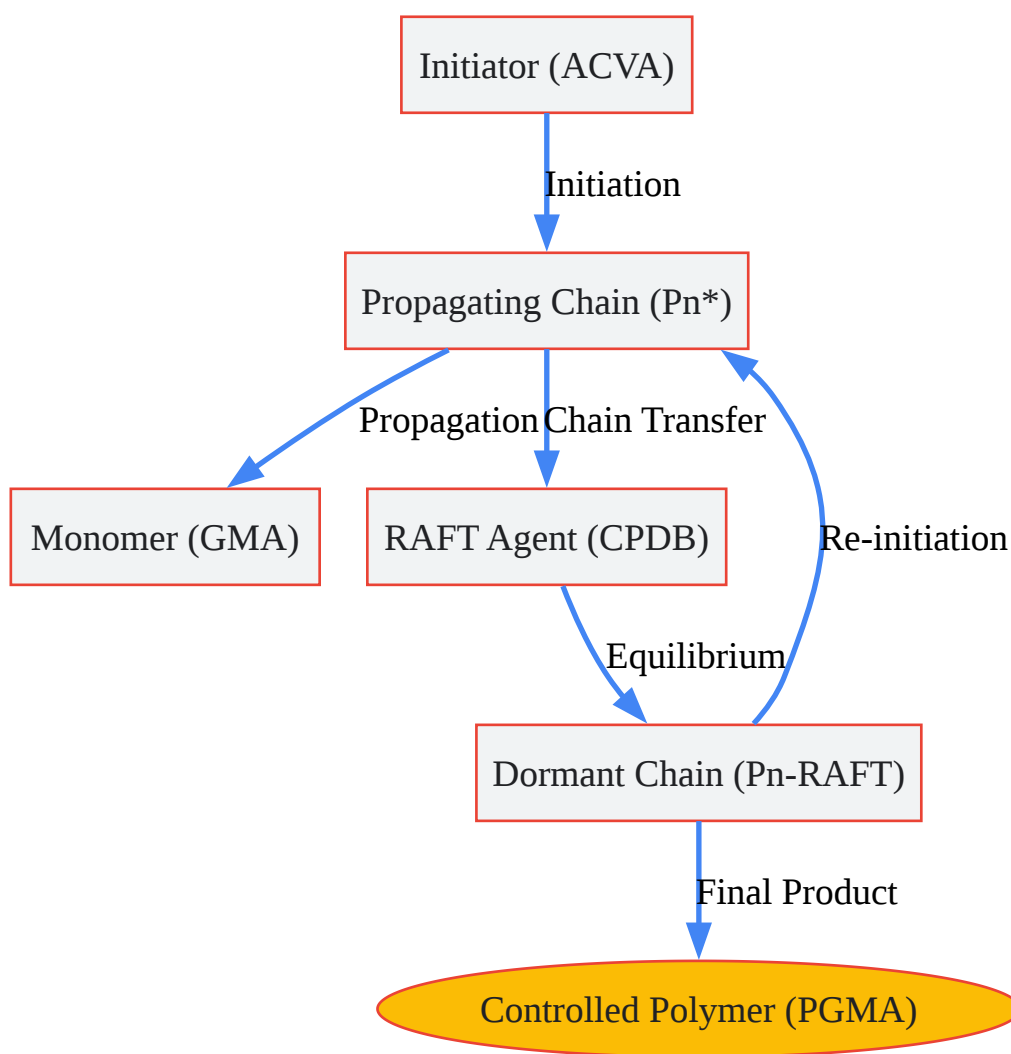 Initiator (ACVA)
Initiation
Propagating Chain (Pn*)
Propagation
Chain Transfer
Monomer (GMA)
RAFT Agent (CPDB)
Re-initiation
Equilibrium
Dormant Chain (Pn-RAFT)
Final Product
Controlled Polymer (PGMA)